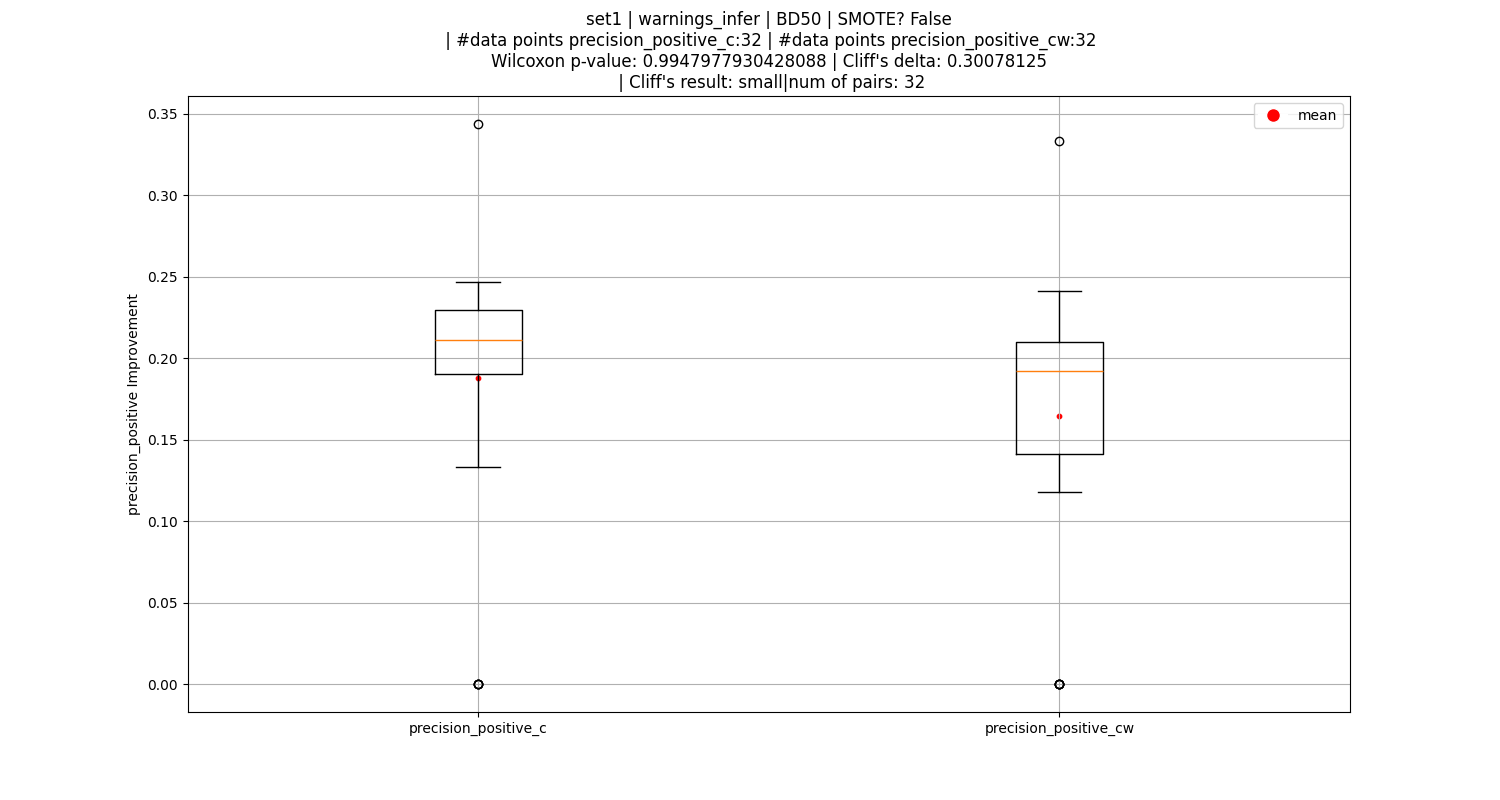 set1 | warnings_infer | BD50 | SMOTE? False
| #data points precision_positive_c:32 | #data points precision_positive_cw:32
Wilcoxon p-value: 0.9947977930428088 | Cliff's delta: 0.30078125
| Cliff's result: small|num of pairs: 32
mean
0.35
0.30
0.25
0.20
0.15
0.10
0.05
0.00
precision_positive Improvement
precision_positive_c
precision_positive_cw